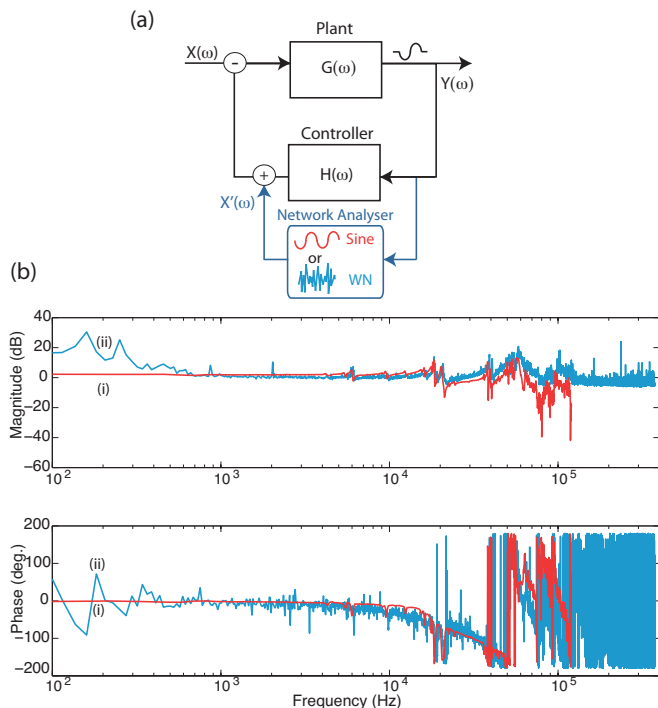 (a)
Plant
X(ω)
-
G(ω)
Y(ω)
Controller
+
H(ω)
X'(ω)
Network Analyser
Sine
or
WN
(b)
Magnitude (dB)
40
20
0
-20
-40
-60
(ii)
(i)
10²
10³
10⁴
10⁵
Phase (deg.)
200
100
0
-100
-200
(ii)
(i)
10²
10³
10⁴
10⁵
Frequency (Hz)